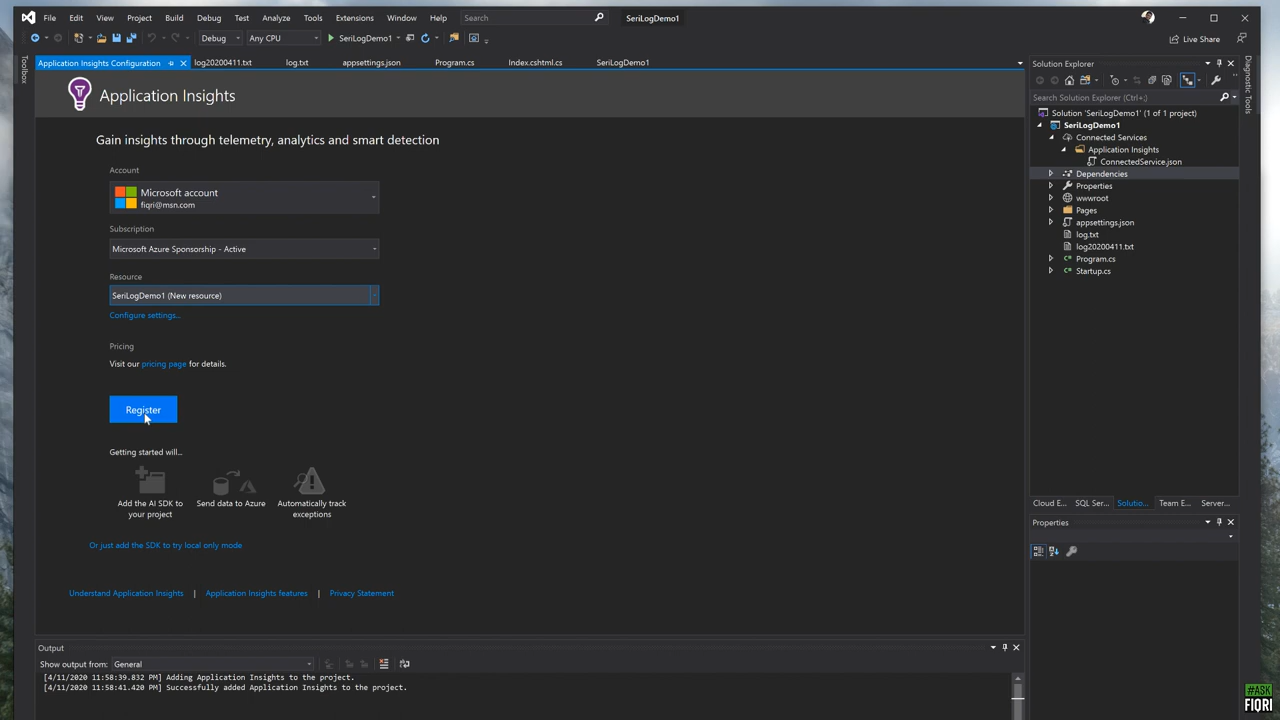 File Edit View Project Build Debug Test Analyze Tools Extensions Window Help Search SeriLogDemo1
Debug Any CPU SeriLogDemo1 Live Share
Application Insights Configuration log20200411.txt log.txt appsettings.json Program.cs Index.cshtml.cs SeriLogDemo1
Toolbox
Application Insights
Gain insights through telemetry, analytics and smart detection
Account
Microsoft account
fiqri@msn.com
Subscription
Microsoft Azure Sponsorship - Active
Resource
SeriLogDemo1 (New resource)
Configure settings...
Pricing
Visit our pricing page for details.
Register
Getting started will...
Add the AI SDK to your project
Send data to Azure
Automatically track exceptions
Or just add the SDK to try local only mode
Understand Application Insights | Application Insights features | Privacy Statement
Output
Show output from: General
[4/11/2020 11:58:39.832 PM] Adding Application Insights to the project.
[4/11/2020 11:58:41.420 PM] Successfully added Application Insights to the project.
Solution Explorer
Search Solution Explorer (Ctrl+;)
Solution 'SeriLogDemo1' (1 of 1 project)
SeriLogDemo1
Connected Services
Application Insights
ConnectedService.json
Dependencies
Properties
wwwroot
Pages
appsettings.json
log.txt
log20200411.txt
Program.cs
Startup.cs
Cloud E... SQL Ser... Solutio... Team E... Server...
Properties
Diagnostic Tools
#ASK
FIQRI